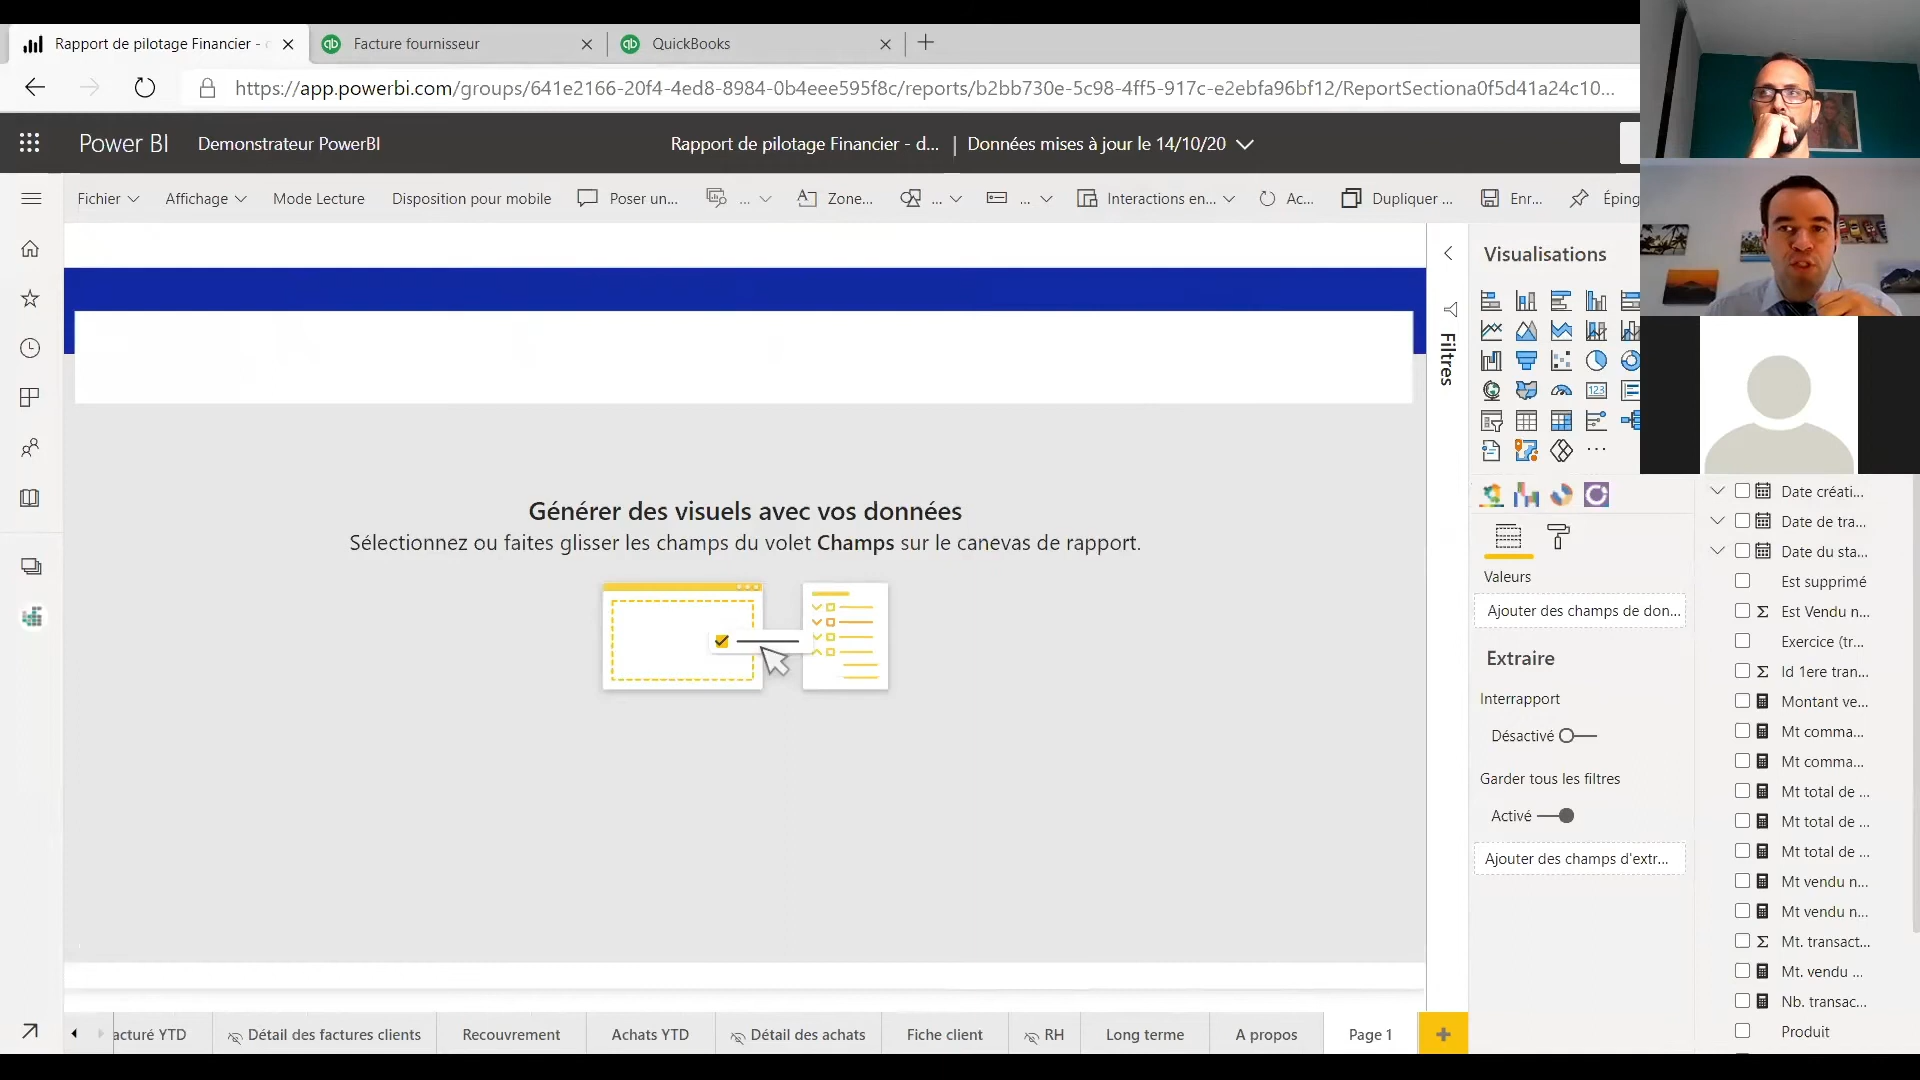 Rapport de pilotage Financier - c
Facture fournisseur
QuickBooks
https://app.powerbi.com/groups/641e2166-20f4-4ed8-8984-0b4eee595f8c/reports/b2bb730e-5c98-4ff5-917c-e2ebfa96bf12/ReportSectiona0f5d41a24c10...
Power BI
Demonstrateur PowerBI
Rapport de pilotage Financier - d... | Données mises à jour le 14/10/20
Fichier
Affichage
Mode Lecture
Disposition pour mobile
Poser un...
...
Zone...
...
...
Interactions en...
Ac...
Dupliquer ...
Enr...
Éping
Filtres
Visualisations
123
...
Générer des visuels avec vos données
Sélectionnez ou faites glisser les champs du volet Champs sur le canevas de rapport.
Valeurs
Ajouter des champs de don...
Extraire
Interrapport
Désactivé
Garder tous les filtres
Activé
Ajouter des champs d'extr...
Date créati...
Date de tra...
Date du sta...
Est supprimé
Est Vendu n...
Exercice (tr...
Id 1ere tran...
Montant ve...
Mt comma...
Mt comma...
Mt total de ...
Mt total de ...
Mt total de ...
Mt vendu n...
Mt vendu n...
Mt. transact...
Mt. vendu ...
Nb. transac...
Produit
acturé YTD
Détail des factures clients
Recouvrement
Achats YTD
Détail des achats
Fiche client
RH
Long terme
A propos
Page 1